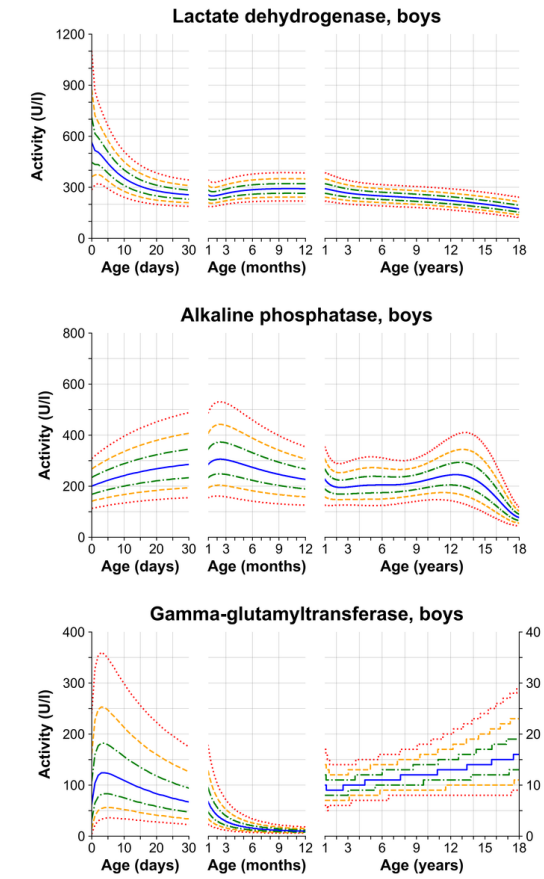 Lactate dehydrogenase, boys
Activity (U/l)
1200
900
600
300
0
0 10 20 30 1 3 6 9 12 1 3 6 9 12 15 18
Age (days) Age (months) Age (years)
Alkaline phosphatase, boys
Activity (U/l)
800
600
400
200
0
0 10 20 30 1 3 6 9 12 1 3 6 9 12 15 18
Age (days) Age (months) Age (years)
Gamma-glutamyltransferase, boys
Activity (U/l)
400 40
300 30
200 20
100 10
0 0
0 10 20 30 1 3 6 9 12 1 3 6 9 12 15 18
Age (days) Age (months) Age (years)